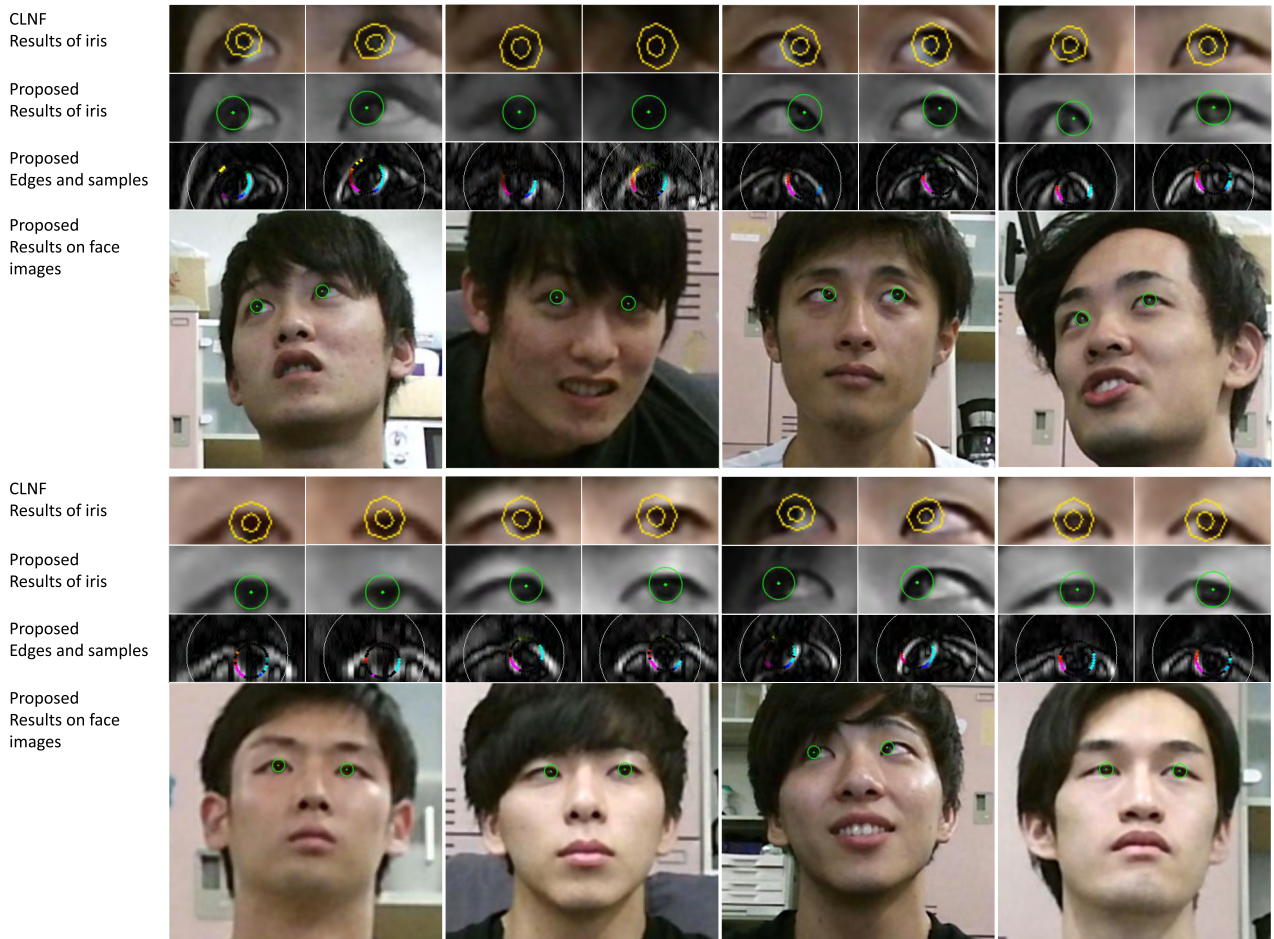 CLNF
Results of iris
Proposed
Results of iris
Proposed
Edges and samples
Proposed
Results on face
images
CLNF
Results of iris
Proposed
Results of iris
Proposed
Edges and samples
Proposed
Results on face
images